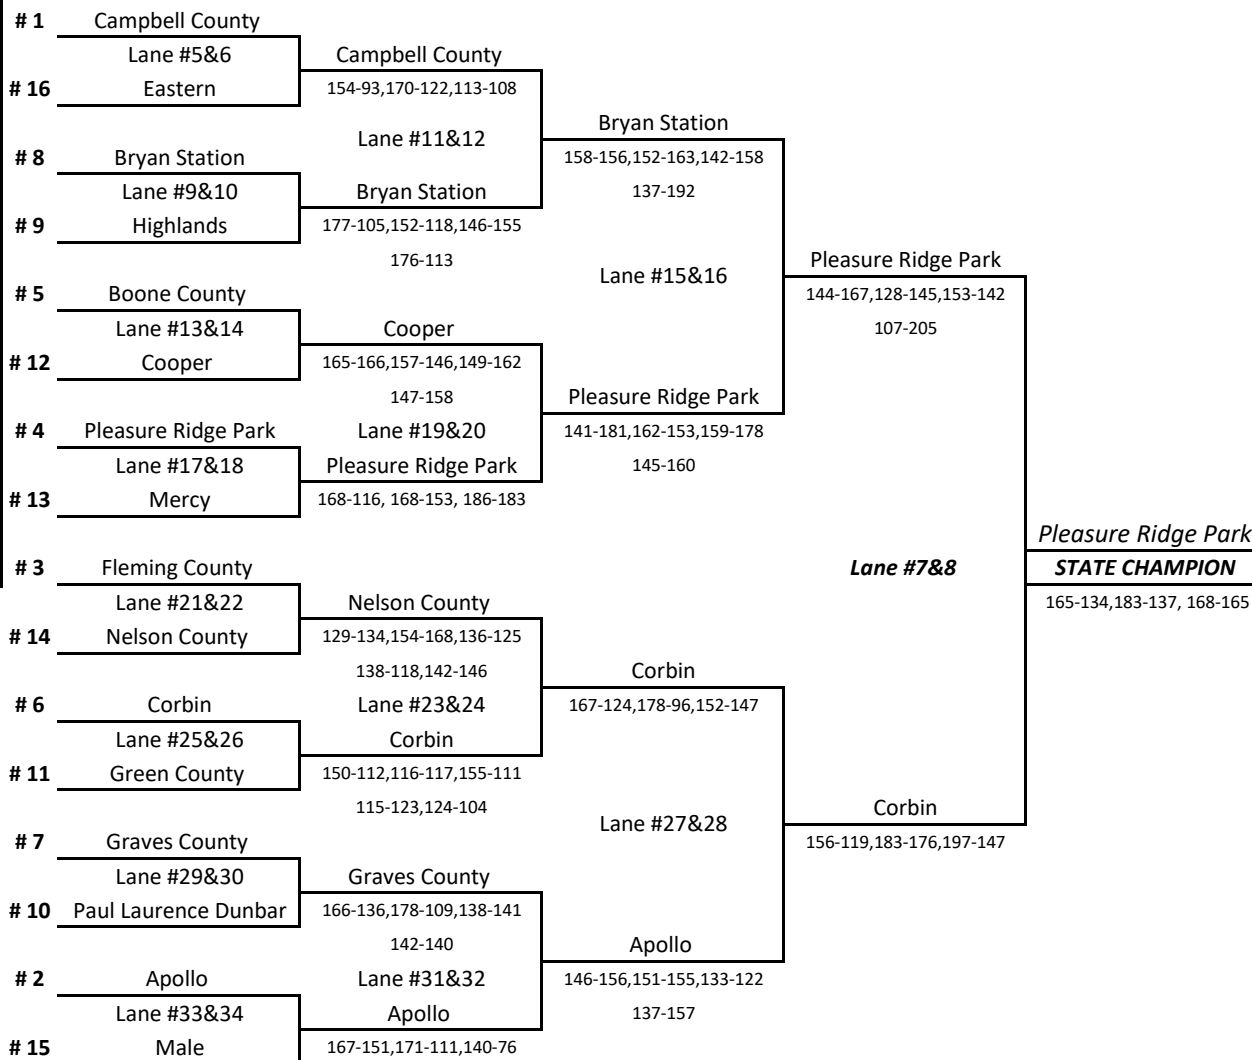 # 1 Campbell County
Lane #5&6 Campbell County
# 16 Eastern 154-93,170-122,113-108
Bryan Station
Lane #11&12
# 8 Bryan Station 158-156,152-163,142-158
Lane #9&10 Bryan Station 137-192
# 9 Highlands 177-105,152-118,146-155
176-113 Pleasure Ridge Park
Lane #15&16
# 5 Boone County 144-167,128-145,153-142
Lane #13&14 Cooper 107-205
# 12 Cooper 165-166,157-146,149-162
147-158 Pleasure Ridge Park
# 4 Pleasure Ridge Park Lane #19&20 141-181,162-153,159-178
Lane #17&18 Pleasure Ridge Park 145-160
# 13 Mercy 168-116, 168-153, 186-183
Pleasure Ridge Park
# 3 Fleming County Lane #7&8 STATE CHAMPION
Lane #21&22 Nelson County 165-134,183-137, 168-165
# 14 Nelson County 129-134,154-168,136-125
138-118,142-146 Corbin
# 6 Corbin Lane #23&24 167-124,178-96,152-147
Lane #25&26 Corbin
# 11 Green County 150-112,116-117,155-111
115-123,124-104 Corbin
Lane #27&28
# 7 Graves County 156-119,183-176,197-147
Lane #29&30 Graves County
# 10 Paul Laurence Dunbar 166-136,178-109,138-141
142-140 Apollo
# 2 Apollo Lane #31&32 146-156,151-155,133-122
Lane #33&34 Apollo 137-157
# 15 Male 167-151,171-111,140-76